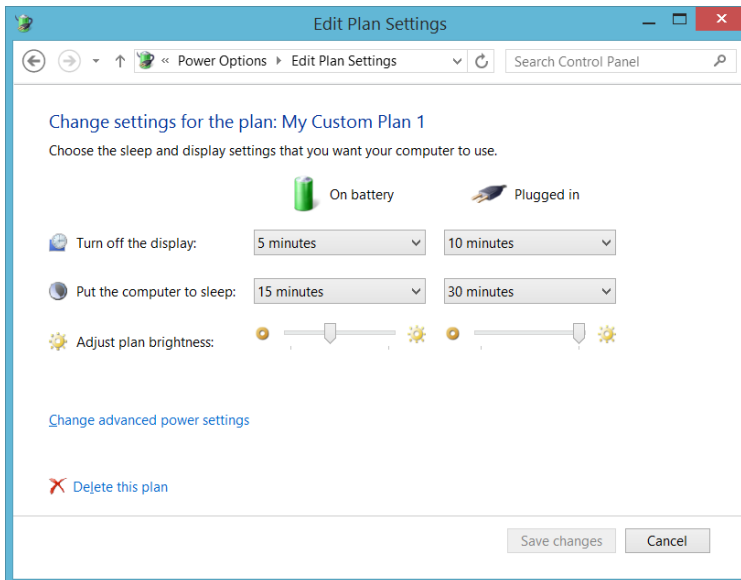 Edit Plan Settings
« Power Options Edit Plan Settings Search Control Panel
Change settings for the plan: My Custom Plan 1
Choose the sleep and display settings that you want your computer to use.
On battery Plugged in
Turn off the display: 5 minutes 10 minutes
Put the computer to sleep: 15 minutes 30 minutes
Adjust plan brightness:
Change advanced power settings
Delete this plan
Save changes Cancel